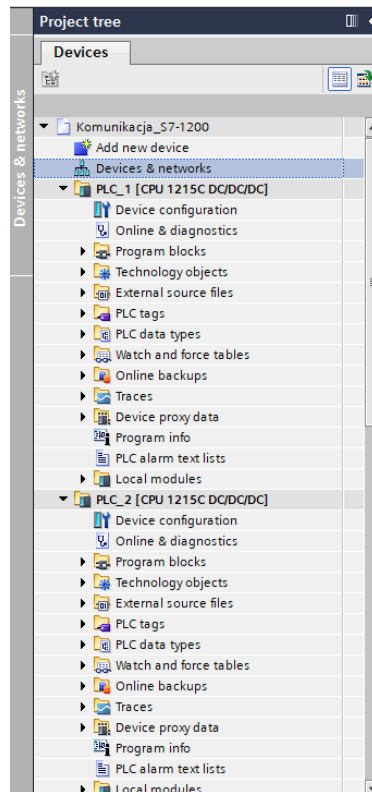 Project tree
Devices
Devices & networks
Komunikacja_S7-1200
Add new device
Devices & networks
PLC_1 [CPU 1215C DC/DC/DC]
Device configuration
Online & diagnostics
Program blocks
Technology objects
External source files
PLC tags
PLC data types
Watch and force tables
Online backups
Traces
Device proxy data
Program info
PLC alarm text lists
Local modules
PLC_2 [CPU 1215C DC/DC/DC]
Device configuration
Online & diagnostics
Program blocks
Technology objects
External source files
PLC tags
PLC data types
Watch and force tables
Online backups
Traces
Device proxy data
Program info
PLC alarm text lists
Local modules